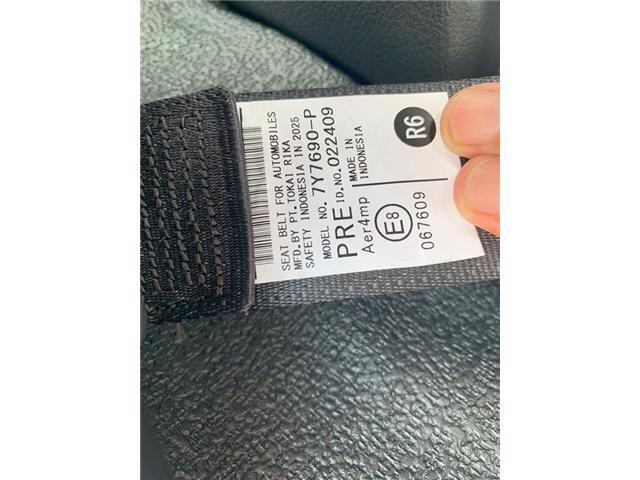 SEAT BELT FOR AUTOMOBILES
MFD. BY PT. TOKAI RIKA
SAFETY INDONESIA IN 2025
MODEL NO. 7Y7690-P
PRE ID. NO. 022409
Aer4mp
MADE IN
INDONESIA
E8
067609
R6